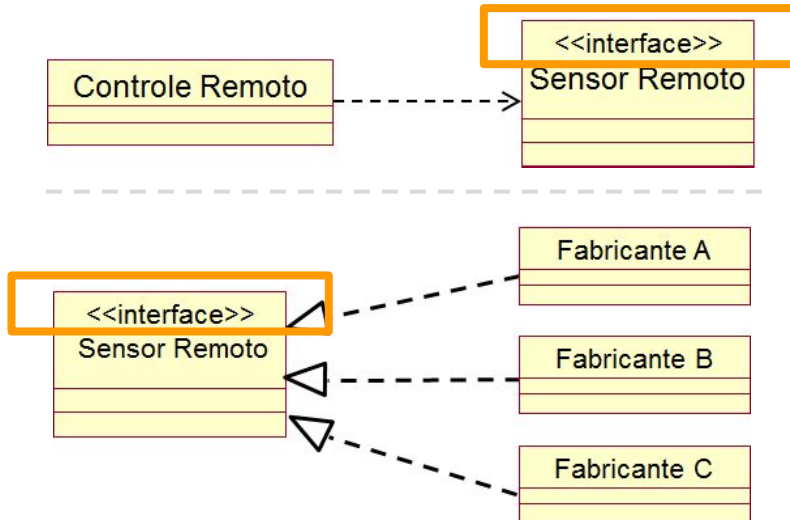 <<interface>>
Controle Remoto
Sensor Remoto
Fabricante A
<<interface>>
Sensor Remoto
Fabricante B
Fabricante C